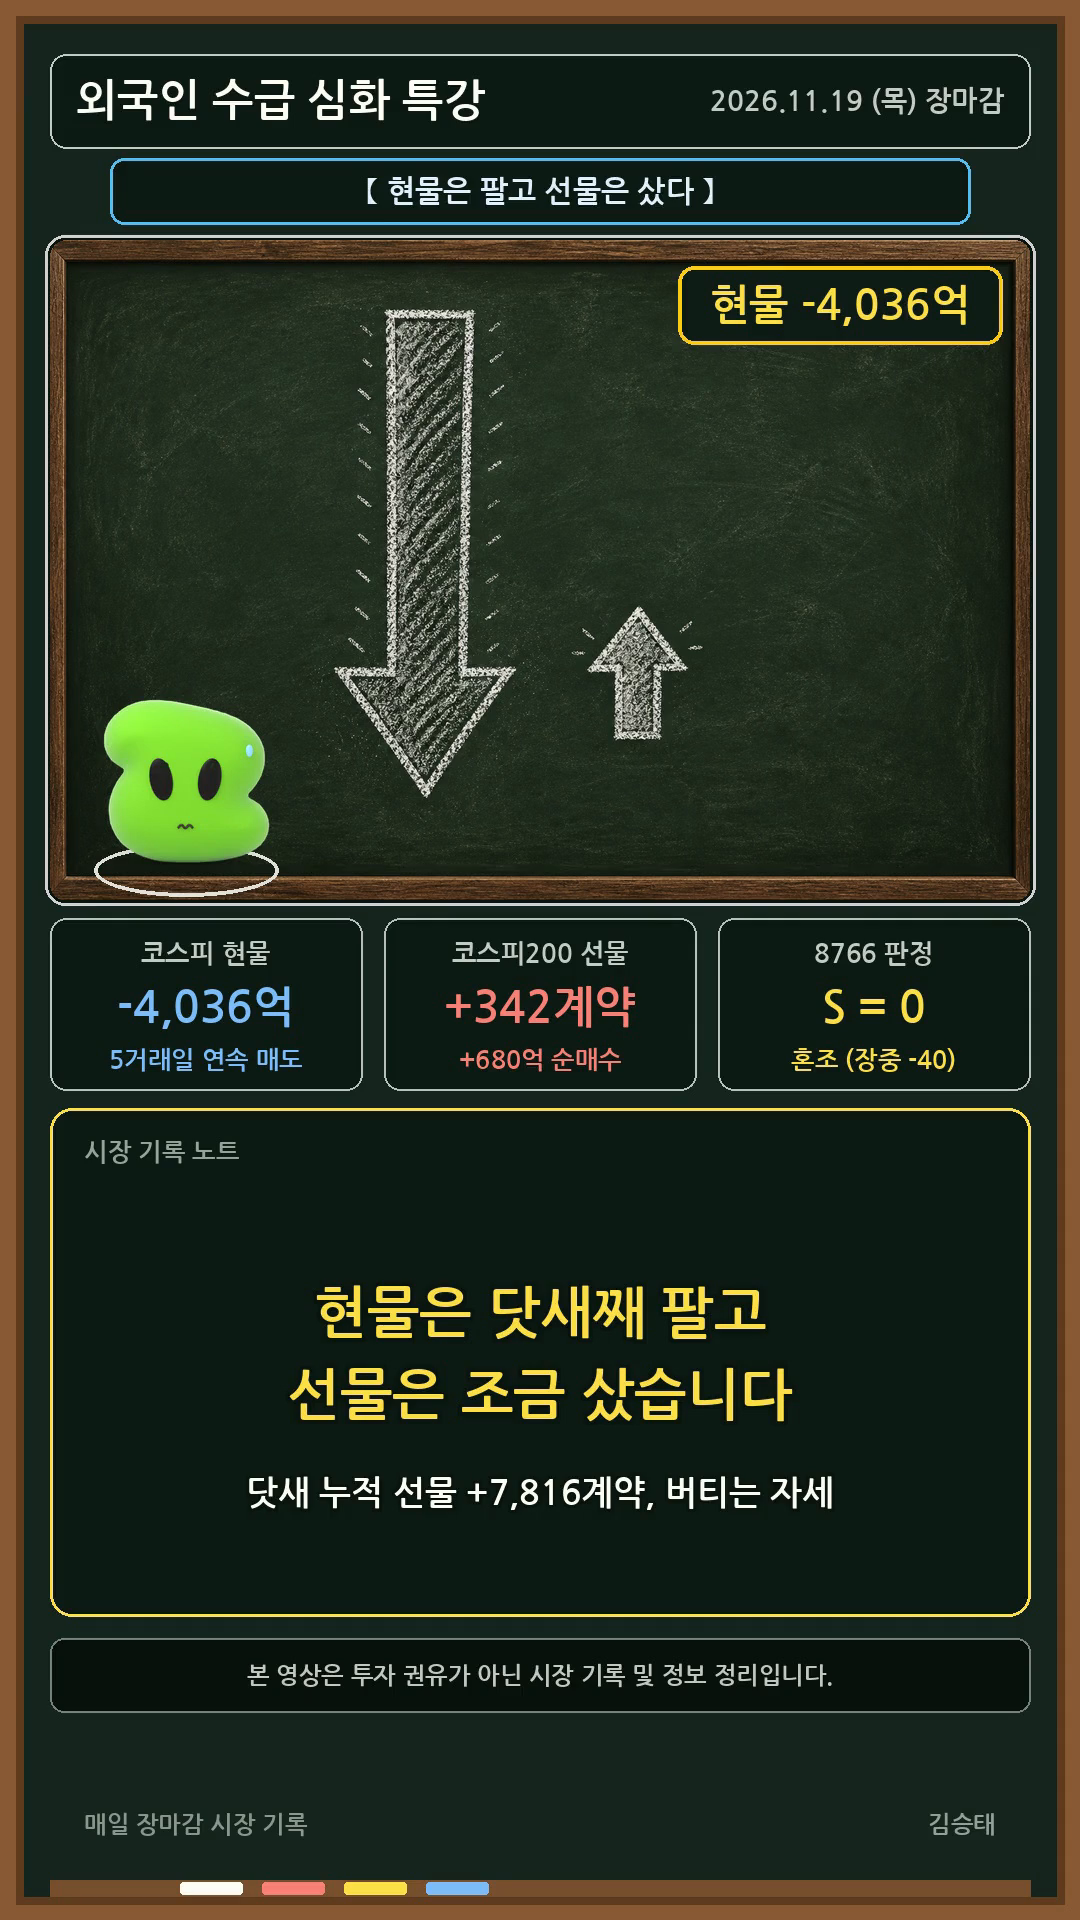 외국인 수급 심화 특강
2026.11.19 (목) 장마감
【 현물은 팔고 선물은 샀다 】
현물 -4,036억
코스피 현물
-4,036억
5거래일 연속 매도
코스피200 선물
+342계약
+680억 순매수
8766 판정
S = 0
혼조 (장중 -40)
시장 기록 노트
현물은 닷새째 팔고
선물은 조금 샀습니다
닷새 누적 선물 +7,816계약, 버티는 자세
본 영상은 투자 권유가 아닌 시장 기록 및 정보 정리입니다.
매일 장마감 시장 기록
김승태